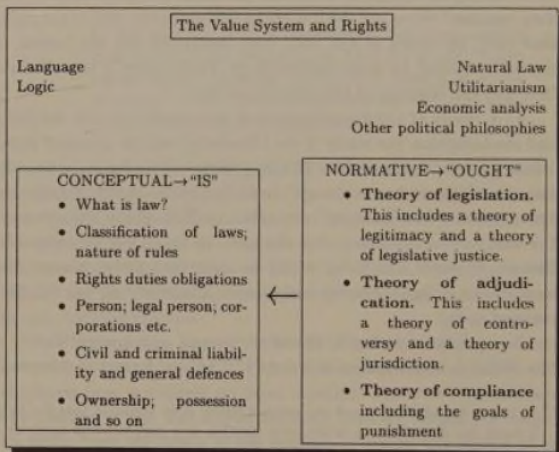 The Value System and Rights
Language
Logic
Natural Law
Utilitarianism
Economic analysis
Other political philosophies
CONCEPTUAL→"IS"
• What is law?
• Classification of laws;
nature of rules
• Rights duties obligations
• Person; legal person; cor-
porations etc.
• Civil and criminal liabil-
ity and general defences
• Ownership; possession
and so on
←
NORMATIVE→"OUGHT"
• Theory of legislation.
This includes a theory of
legitimacy and a theory
of legislative justice.
• Theory of adjudi-
cation. This includes
a theory of contro-
versy and a theory of
jurisdiction.
• Theory of compliance
including the goals of
punishment